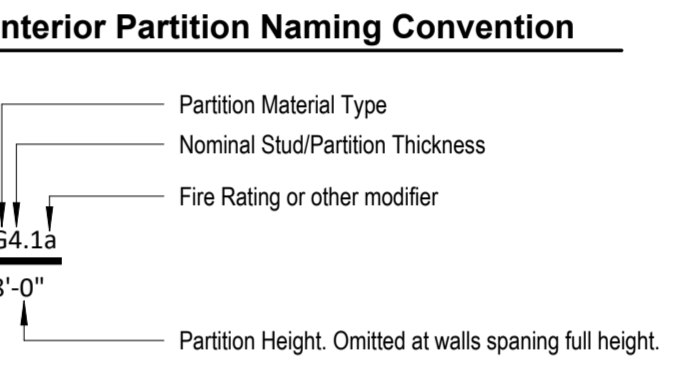 nterior Partition Naming Convention
Partition Material Type
Nominal Stud/Partition Thickness
Fire Rating or other modifier
G4.1a
'-0"
Partition Height. Omitted at walls spaning full height.